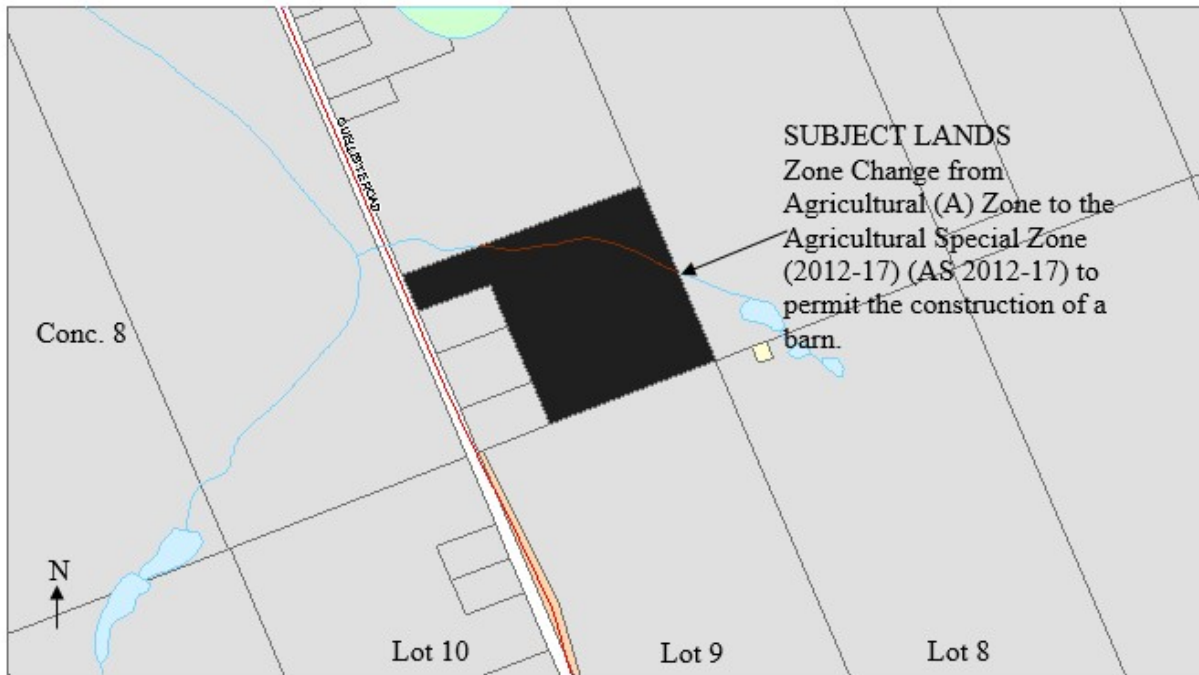 SUBJECT LANDS
Zone Change from
Agricultural (A) Zone to the
Agricultural Special Zone
(2012-17) (AS 2012-17) to
permit the construction of a
barn.
Conc. 8
N
Lot 10
Lot 9
Lot 8